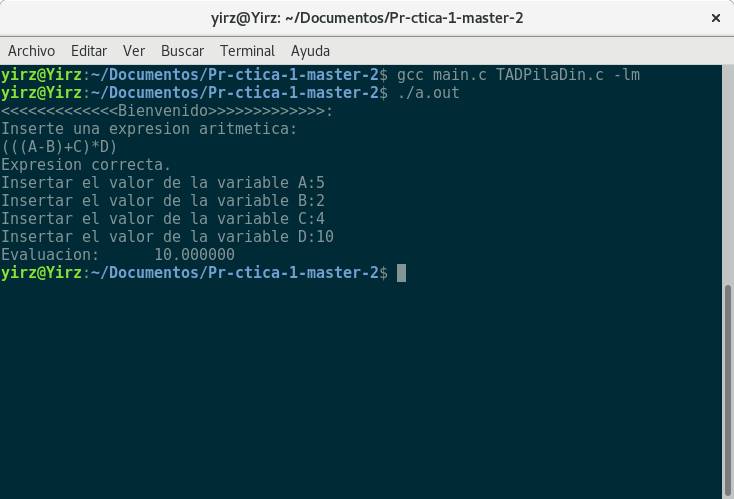 yirz@Yirz: ~/Documentos/Pr-ctica-1-master-2
Archivo Editar Ver Buscar Terminal Ayuda
yirz@Yirz:~/Documentos/Pr-ctica-1-master-2$ gcc main.c TADPilaDin.c -lm
yirz@Yirz:~/Documentos/Pr-ctica-1-master-2$ ./a.out
<<<<<<<<<<<<<Bienvenido>>>>>>>>>>>>>:
Inserte una expresion aritmetica:
(((A-B)+C)*D)
Expresion correcta.
Insertar el valor de la variable A:5
Insertar el valor de la variable B:2
Insertar el valor de la variable C:4
Insertar el valor de la variable D:10
Evaluacion:      10.000000
yirz@Yirz:~/Documentos/Pr-ctica-1-master-2$